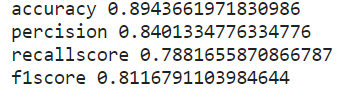 accuracy 0.8943661971830986
percision 0.8401334776334776
recallscore 0.7881655870866787
f1score 0.8116791103984644